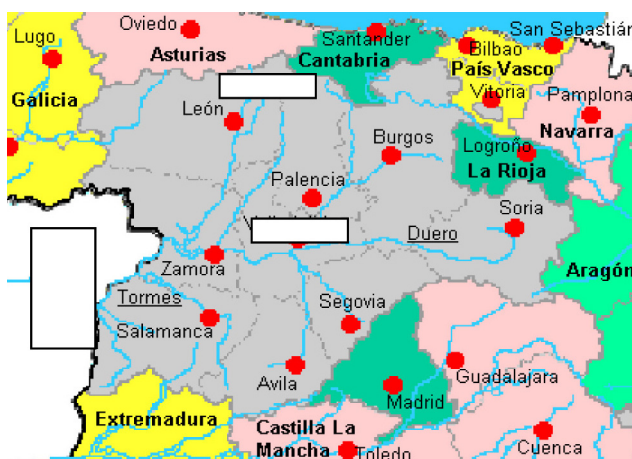 Oviedo
Lugo
Asturias
Santander
Cantabria
San Sebastián
Bilbao
País Vasco
Vitoria
Pamplona
Navarra
Galicia
León
Burgos
Logroño
La Rioja
Palencia
Soria
Duero
Zamora
Aragón
Tormes
Salamanca
Segovia
Avila
Guadalajara
Madrid
Extremadura
Castilla La
Mancha
Toledo
Cuenca